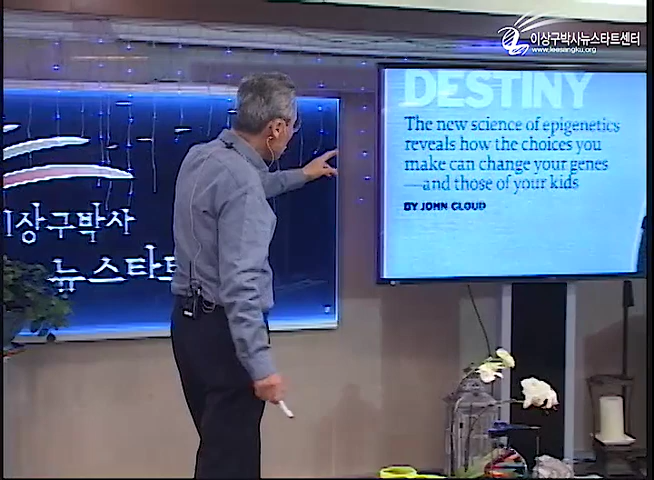 이상구박사뉴스타트센터
www.leesangku.org
DESTINY
The new science of epigenetics
reveals how the choices you
make can change your genes
—and those of your kids
BY JOHN CLOUD
이상구박사
뉴스타트